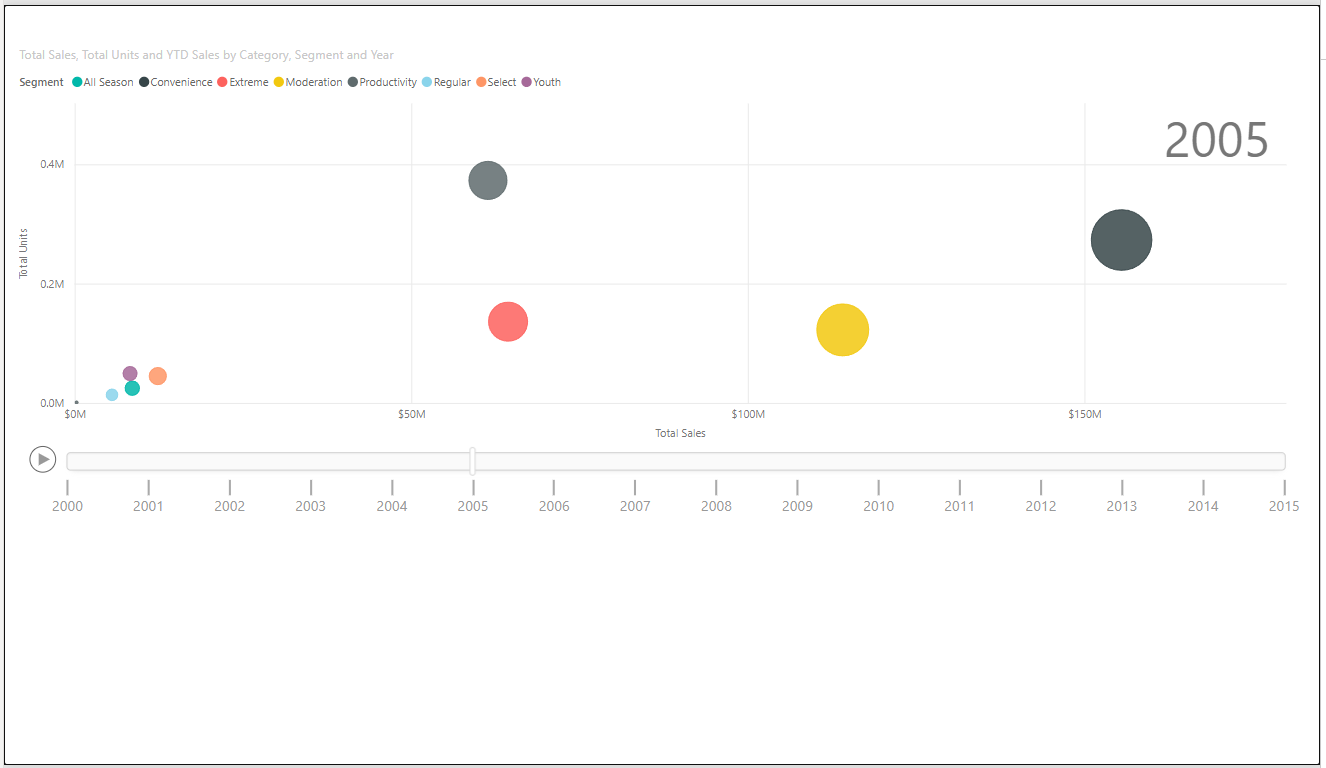 Total Sales, Total Units and YTD Sales by Category, Segment and Year
Segment All Season Convenience Extreme Moderation Productivity Regular Select Youth
2005
0.4M
0.2M
0.0M
Total Units
$0M $50M $100M $150M
Total Sales
2000 2001 2002 2003 2004 2005 2006 2007 2008 2009 2010 2011 2012 2013 2014 2015